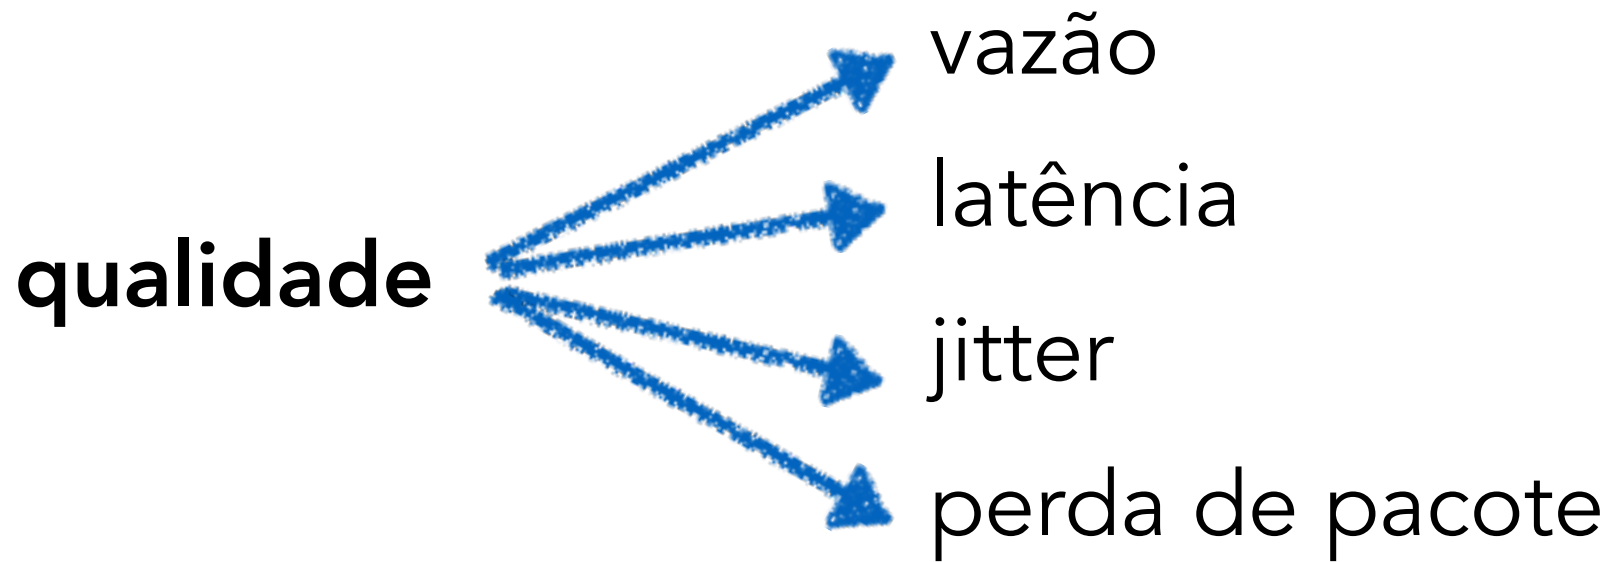 vazão
latência
qualidade
jitter
perda de pacote